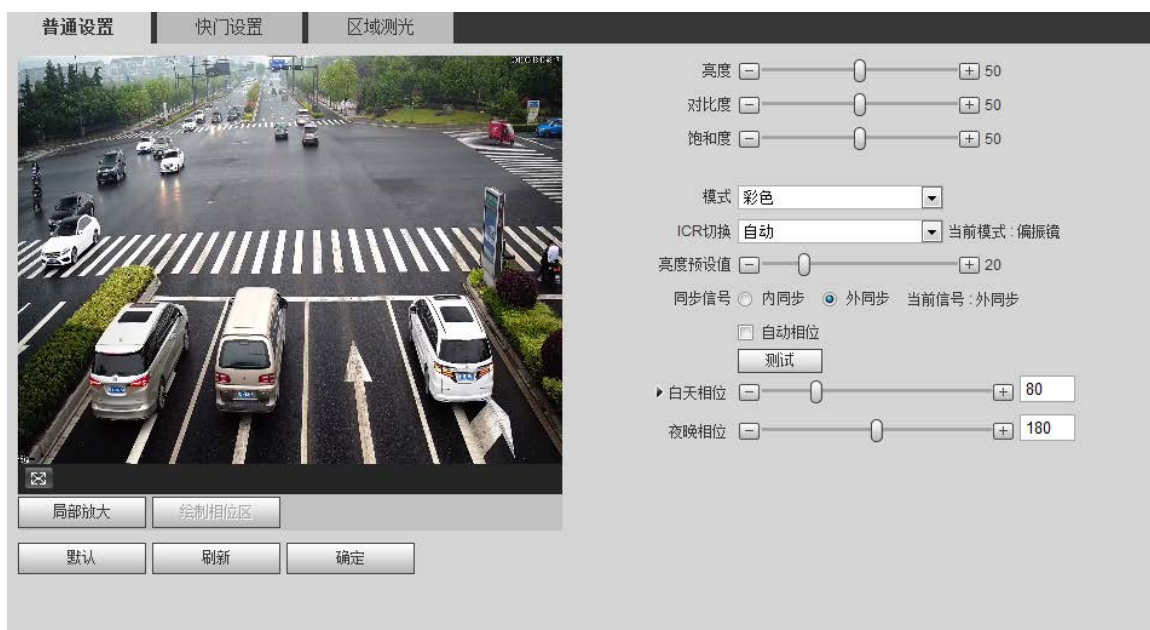 普通设置 快门设置 区域测光
亮度 50
对比度 50
饱和度 50
模式 彩色
ICR切换 自动 当前模式:偏振镜
亮度预设值 20
同步信号 内同步 外同步 当前信号:外同步
自动相位
测试
白天相位 80
夜晚相位 180
局部放大 绘制相位区
默认 刷新 确定